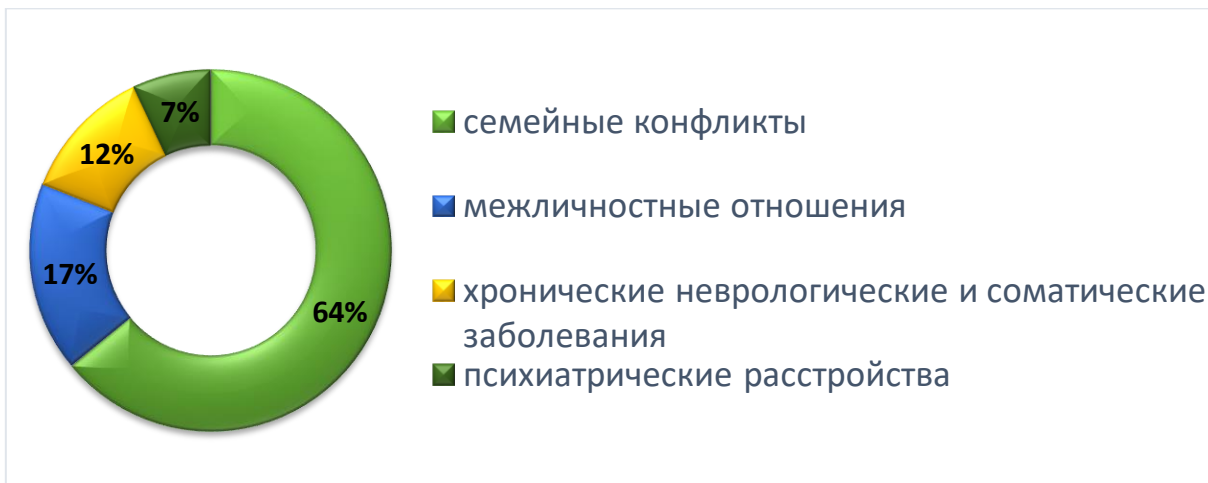 7%
12%
17%
64%
семейные конфликты
межличностные отношения
хронические неврологические и соматические
заболевания
психиатрические расстройства